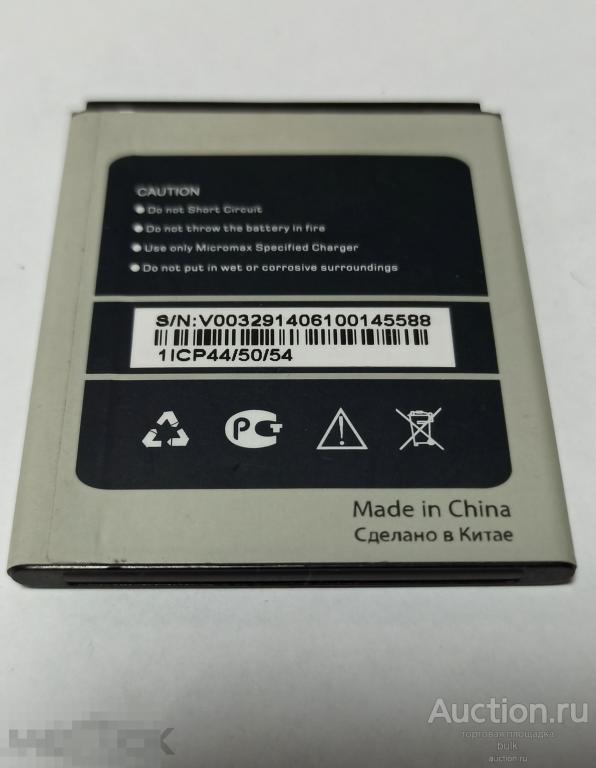 CAUTION
Do not Short Circuit
Do not throw the battery in fire
Use only Micromax Specified Charger
Do not put in wet or corrosive surroundings
S/N:V003291406100145588
1ICP44/50/54
РСТ
Made in China
Сделано в Китае
Auction.ru
торговая площадка
bulk
auction.ru